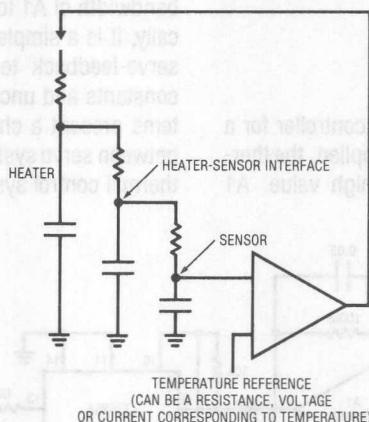 HEATER
HEATER-SENSOR INTERFACE
SENSOR
TEMPERATURE REFERENCE
(CAN BE A RESISTANCE, VOLTAGE
OR CURRENT CORRESPONDING TO TEMPERATURE)